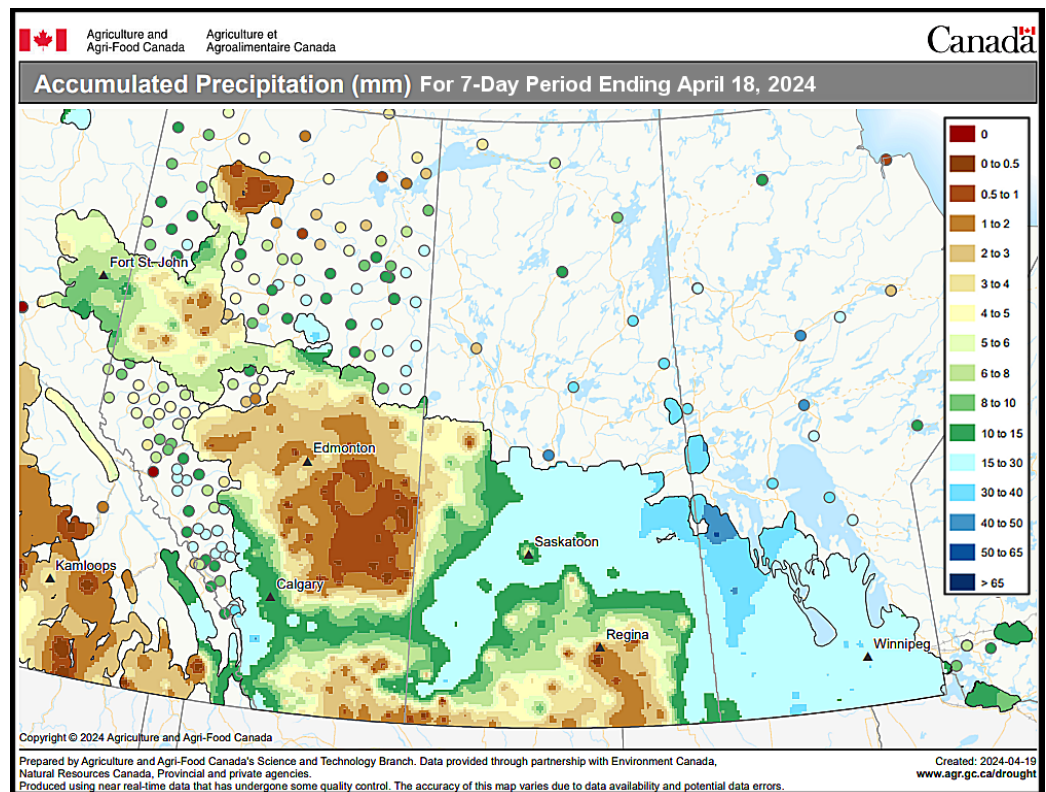 Agriculture and
Agri-Food Canada
Agriculture et
Agroalimentaire Canada
Canada
Accumulated Precipitation (mm) For 7-Day Period Ending April 18, 2024
0
0 to 0.5
0.5 to 1
1 to 2
2 to 3
3 to 4
4 to 5
5 to 6
6 to 8
8 to 10
10 to 15
15 to 30
30 to 40
40 to 50
50 to 65
> 65
Fort St-John
Edmonton
Saskatoon
Kamloops
Calgary
Regina
Winnipeg
Copyright © 2024 Agriculture and Agri-Food Canada
Prepared by Agriculture and Agri-Food Canada's Science and Technology Branch. Data provided through partnership with Environment Canada,
Natural Resources Canada, Provincial and private agencies.
Produced using near real-time data that has undergone some quality control. The accuracy of this map varies due to data availability and potential data errors.
Created: 2024-04-19
www.agr.gc.ca/drought